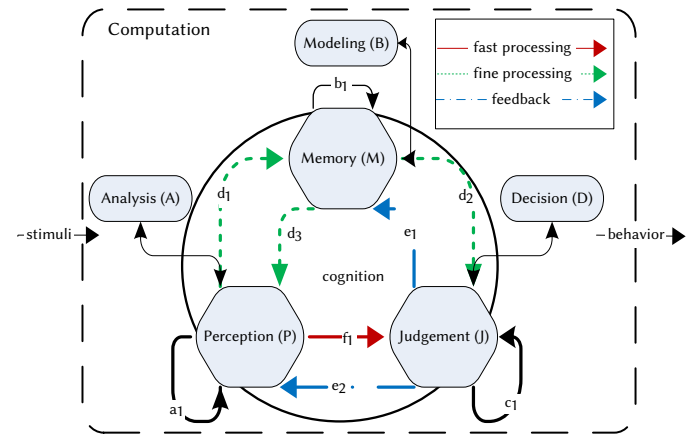 Computation
Modeling (B)
fast processing
fine processing
feedback
b1
Memory (M)
Analysis (A)
d1
d2
Decision (D)
stimuli
d3
e1
behavior
cognition
Perception (P)
f1
Judgement (J)
e2
a1
c1